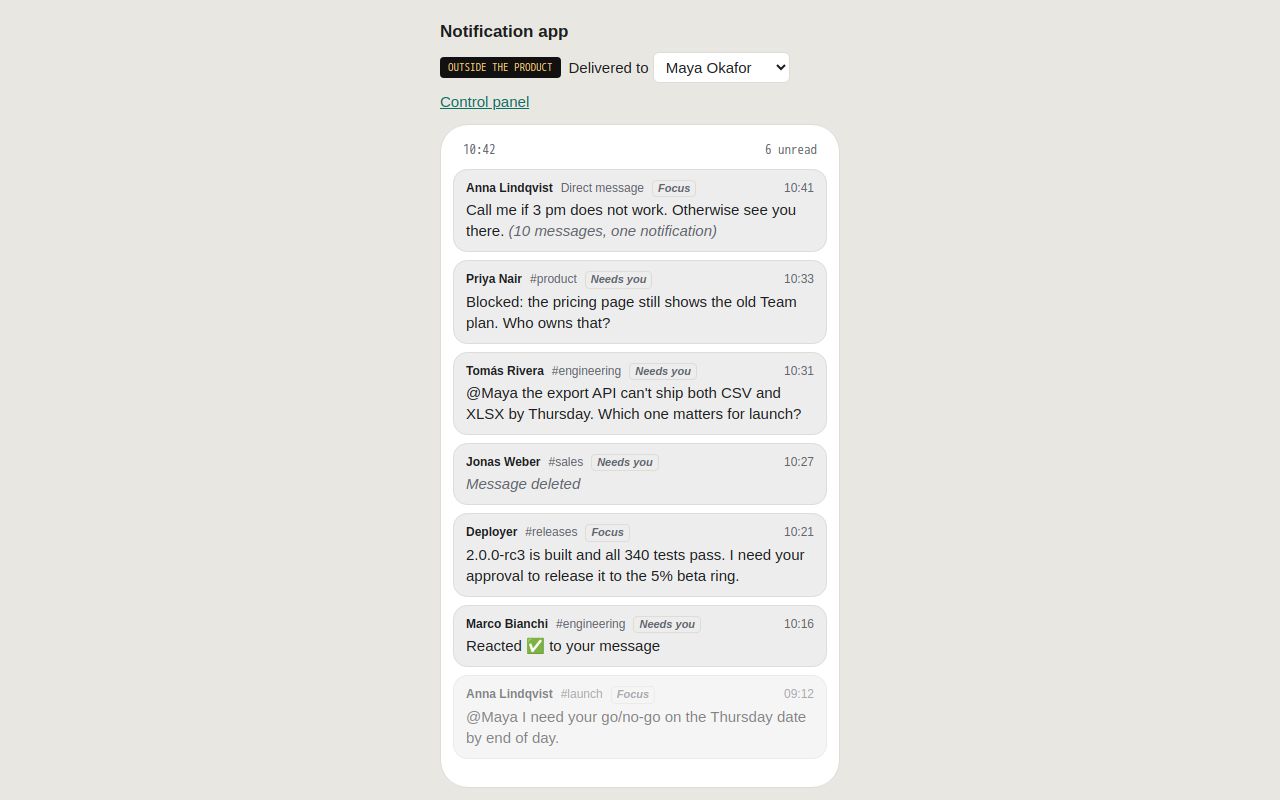 Notification app
OUTSIDE THE PRODUCT Delivered to Maya Okafor
Control panel
10:42 6 unread
Anna Lindqvist Direct message Focus 10:41
Call me if 3 pm does not work. Otherwise see you
there. (10 messages, one notification)
Priya Nair #product Needs you 10:33
Blocked: the pricing page still shows the old Team
plan. Who owns that?
Tomás Rivera #engineering Needs you 10:31
@Maya the export API can't ship both CSV and
XLSX by Thursday. Which one matters for launch?
Jonas Weber #sales Needs you 10:27
Message deleted
Deployer #releases Focus 10:21
2.0.0-rc3 is built and all 340 tests pass. I need your
approval to release it to the 5% beta ring.
Marco Bianchi #engineering Needs you 10:16
Reacted ✅ to your message
Anna Lindqvist #launch Focus 09:12
@Maya I need your go/no-go on the Thursday date
by end of day.